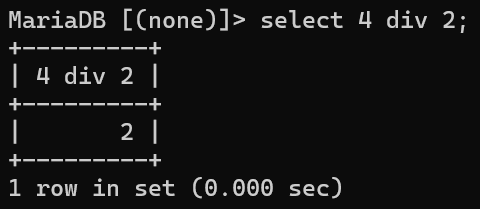 MariaDB [(none)]> select 4 div 2;
+---------+
| 4 div 2 |
+---------+
|       2 |
+---------+
1 row in set (0.000 sec)